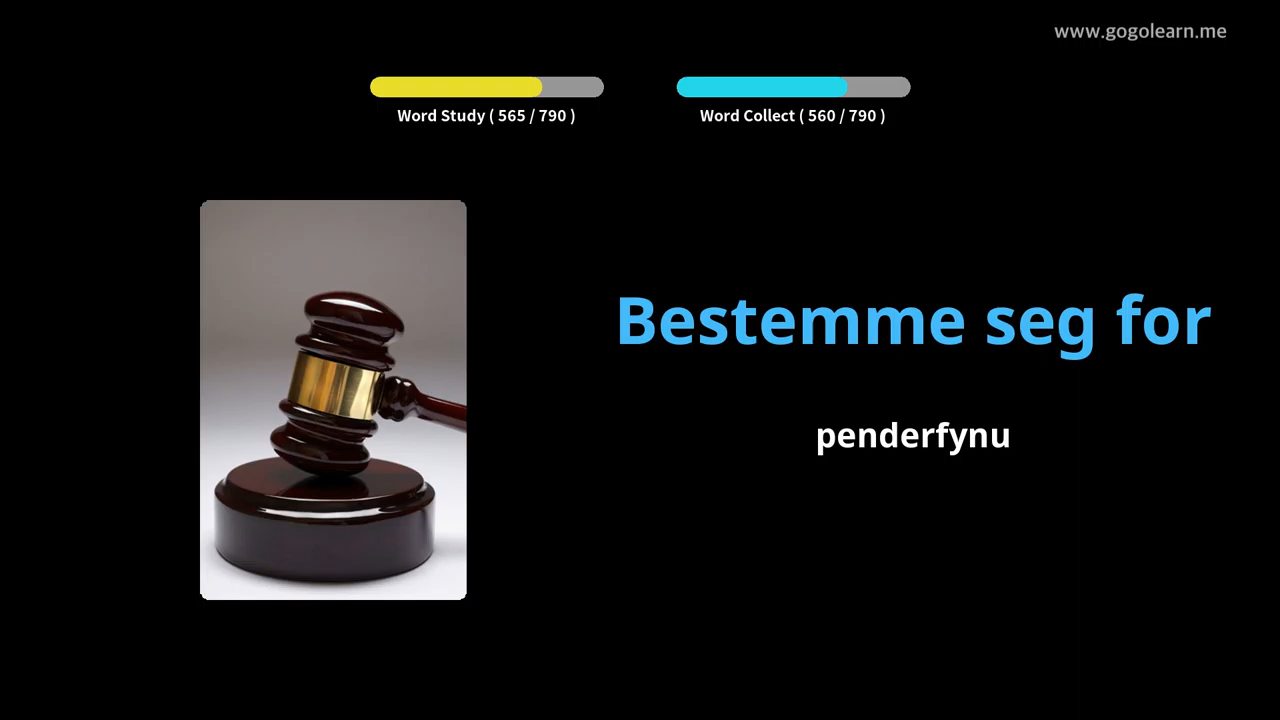 www.gogolearn.me
Word Study ( 565 / 790 )
Word Collect ( 560 / 790 )
Bestemme seg for
penderfynu